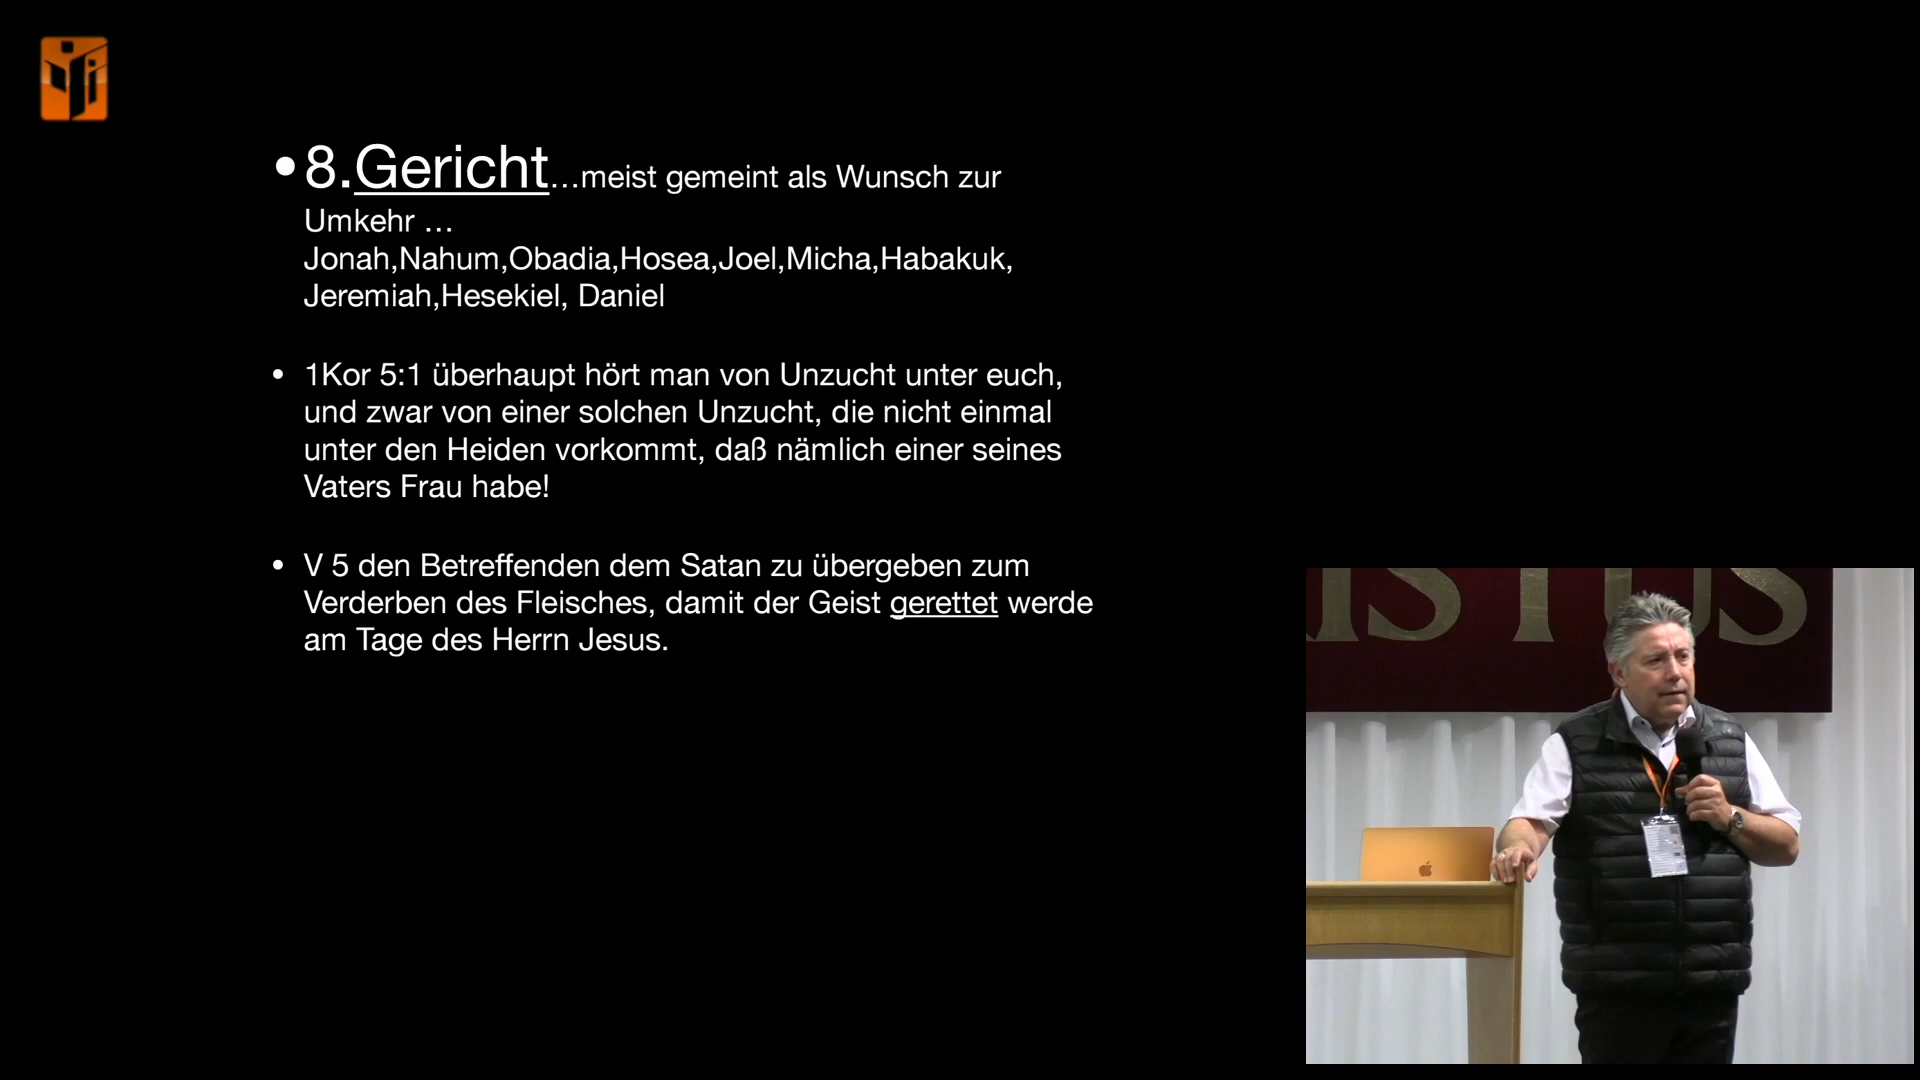 • 8.Gericht...meist gemeint als Wunsch zur
Umkehr ...
Jonah,Nahum,Obadia,Hosea,Joel,Micha,Habakuk,
Jeremiah,Hesekiel, Daniel
• 1Kor 5:1 überhaupt hört man von Unzucht unter euch,
und zwar von einer solchen Unzucht, die nicht einmal
unter den Heiden vorkommt, daß nämlich einer seines
Vaters Frau habe!
• V 5 den Betreffenden dem Satan zu übergeben zum
Verderben des Fleisches, damit der Geist gerettet werde
am Tage des Herrn Jesus.
ISTUS